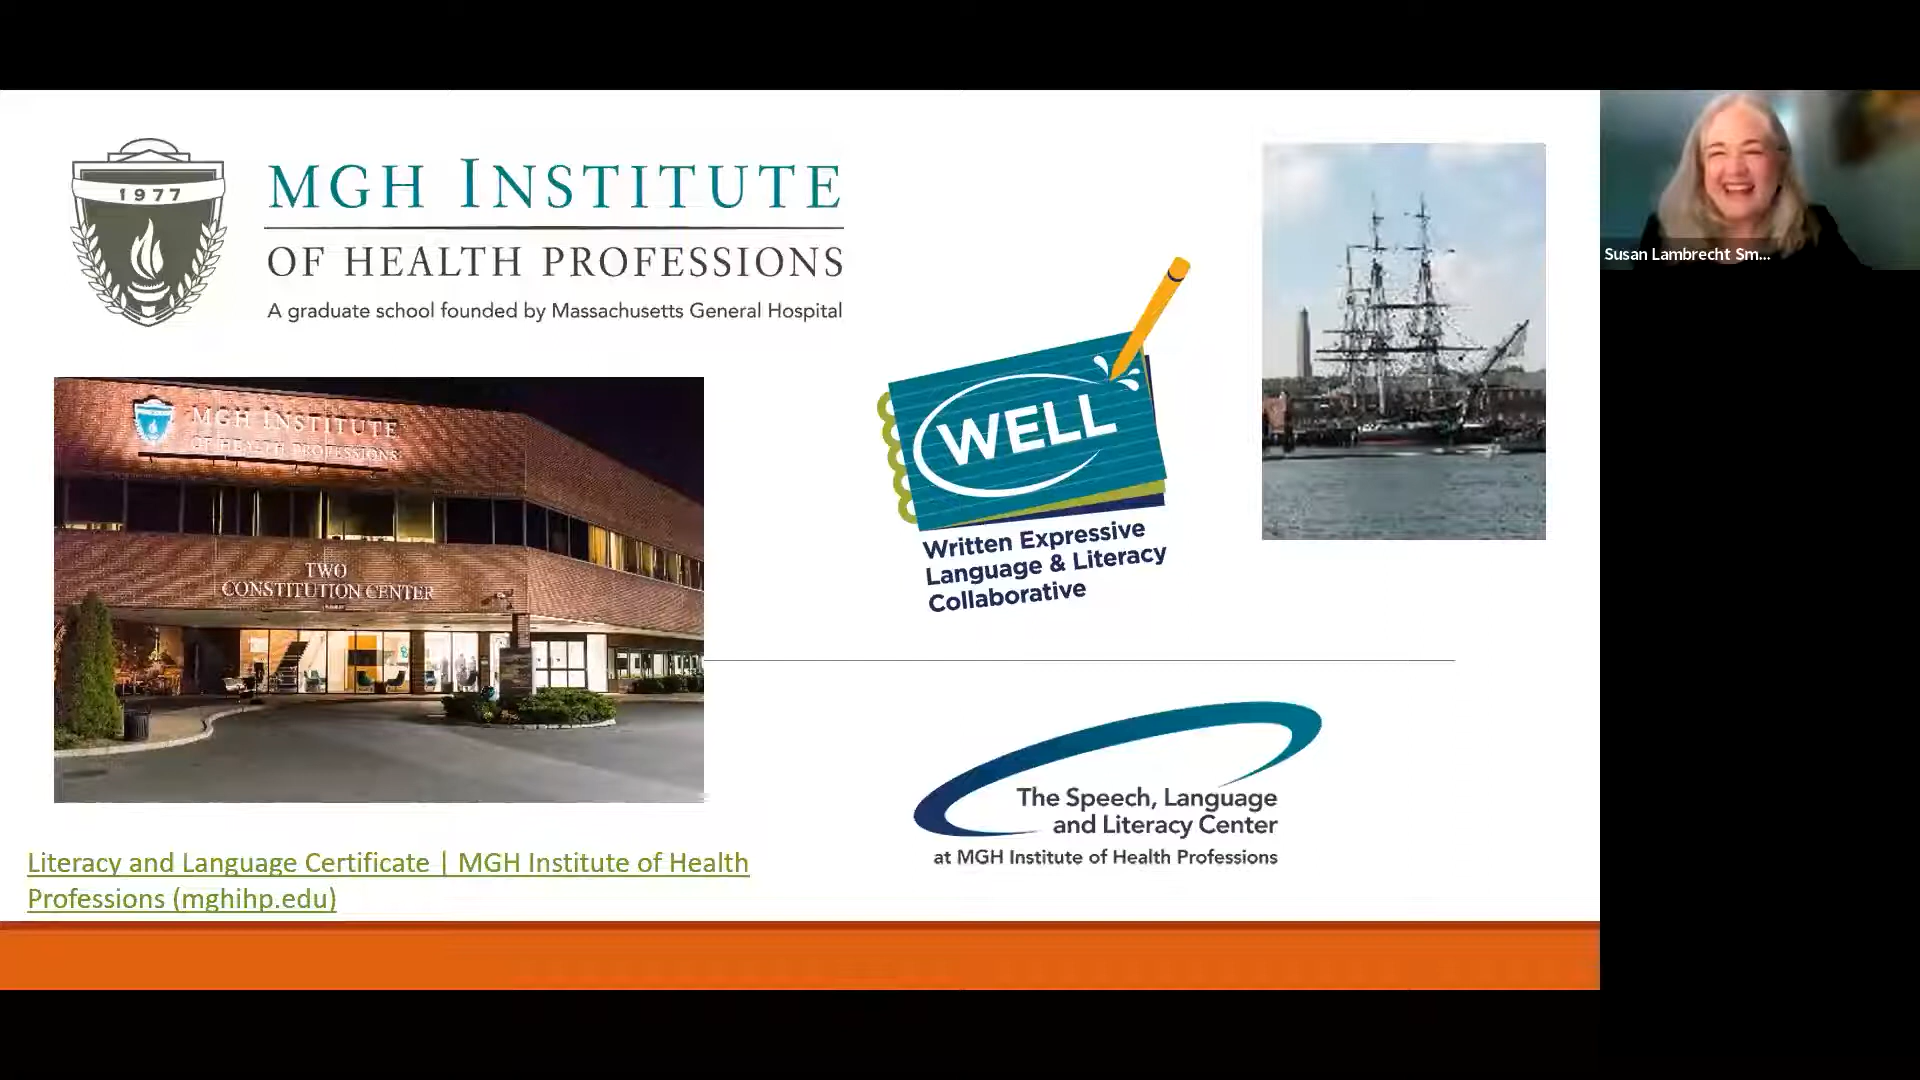 1977
MGH INSTITUTE
OF HEALTH PROFESSIONS
A graduate school founded by Massachusetts General Hospital
MGH INSTITUTE
OF HEALTH PROFESSIONS
TWO
CONSTITUTION CENTER
WELL
Written Expressive
Language & Literacy
Collaborative
The Speech, Language
and Literacy Center
at MGH Institute of Health Professions
Literacy and Language Certificate | MGH Institute of Health
Professions (mghihp.edu)
Susan Lambrecht Sm...